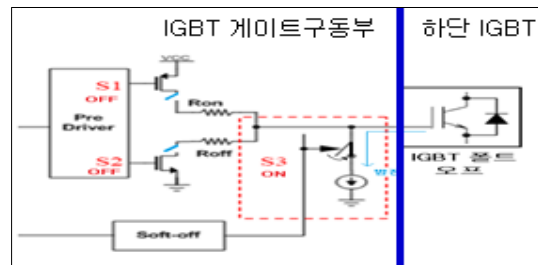 IGBT 게이트구동부
하단 IGBT
VCC
S1
OFF
Ron
Pre
Driver
Roff
S2
OFF
S3
ON
IGBT 폴트
오프
Soft-off